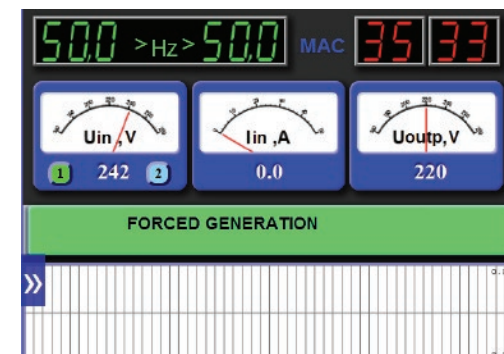 50.0 >Hz> 50.0 MAC 35 33
Uin , V
Iin ,A
Uoutp, V
1 242 2
0.0
220
FORCED GENERATION
»